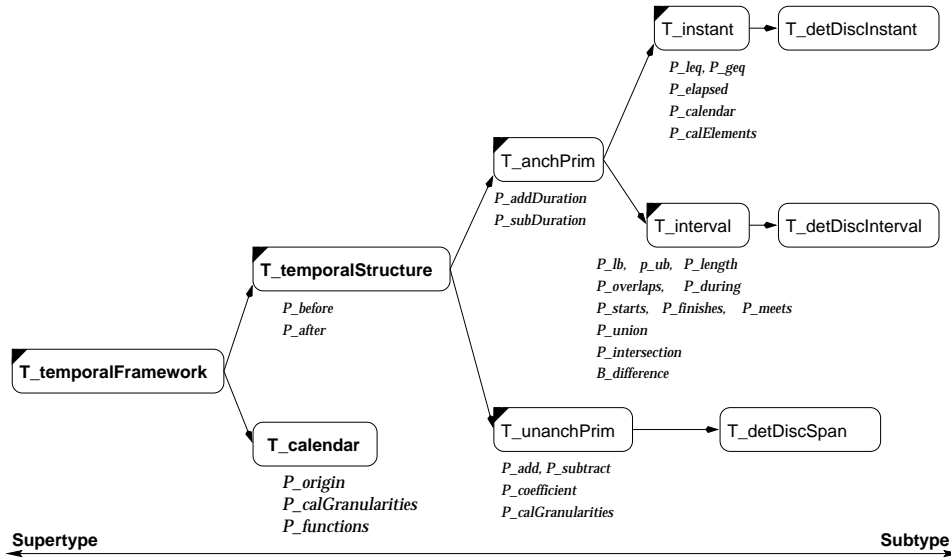 T_instant
T_detDiscInstant
P_leq, P_geq
P_elapsed
P_calendar
P_calElements
T_anchPrim
P_addDuration
P_subDuration
T_interval
T_detDiscInterval
P_lb, p_ub, P_length
P_overlaps, P_during
P_starts, P_finishes, P_meets
P_union
P_intersection
B_difference
T_temporalStructure
P_before
P_after
T_temporalFramework
T_calendar
P_origin
P_calGranularities
P_functions
T_unanchPrim
T_detDiscSpan
P_add, P_subtract
P_coefficient
P_calGranularities
Supertype
Subtype